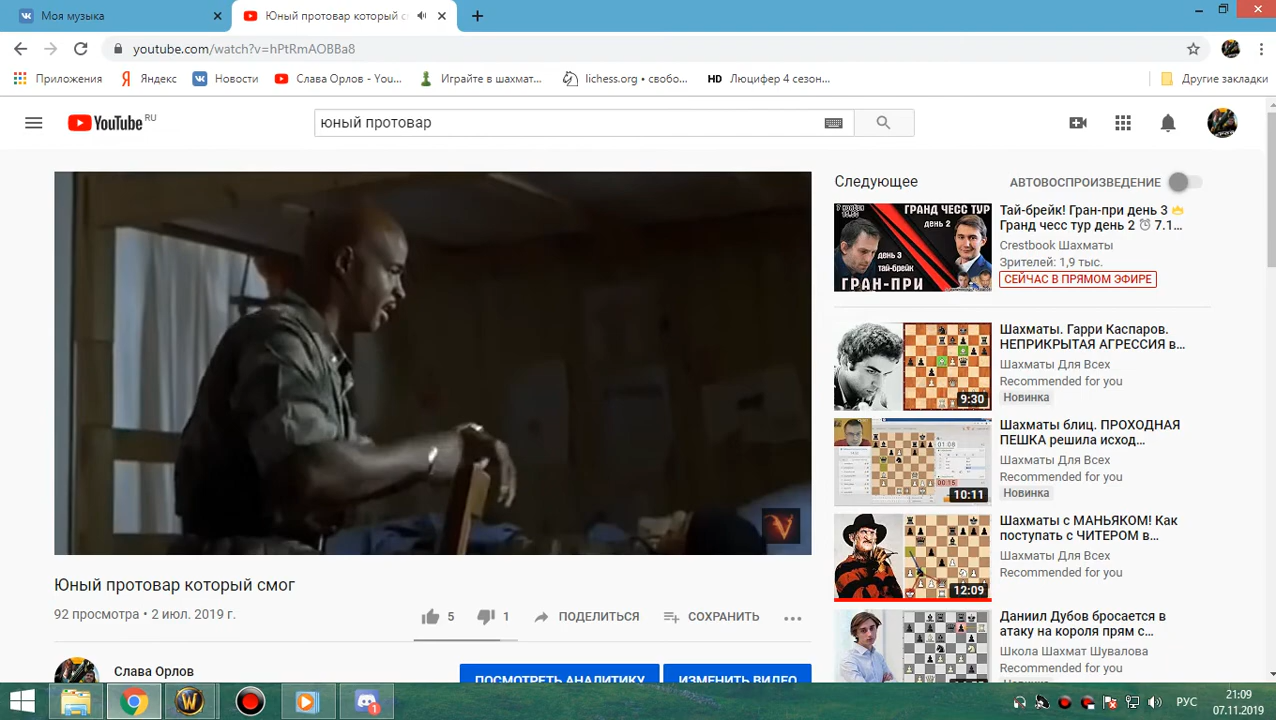 Моя музыка
Юный протовар который с
youtube.com/watch?v=hPtRmAOBBa8
Приложения
Яндекс
Новости
Слава Орлов - You...
Играйте в шахмат...
lichess.org • свобо...
HD Люцифер 4 сезон...
Другие закладки
YouTube RU
юный протовар
Следующее
АВТОВОСПРОИЗВЕДЕНИЕ
ГРАНД ЧЕСС ТУР
день 2
день 3
тай-брейк
ГРАН-ПРИ
Тай-брейк! Гран-при день 3
Гранд чесс тур день 2 7.1...
Crestbook Шахматы
Зрителей: 1,9 тыс.
СЕЙЧАС В ПРЯМОМ ЭФИРЕ
9:30
Шахматы. Гарри Каспаров.
НЕПРИКРЫТАЯ АГРЕССИЯ в...
Шахматы Для Всех
Recommended for you
Новинка
10:11
Шахматы блиц. ПРОХОДНАЯ
ПЕШКА решила исход...
Шахматы Для Всех
Recommended for you
Новинка
12:09
Шахматы с МАНЬЯКОМ! Как
поступать с ЧИТЕРОМ в...
Шахматы Для Всех
Recommended for you
Даниил Дубов бросается в
атаку на короля прям с...
Школа Шахмат Шувалова
Recommended for you
Юный протовар который смог
92 просмотра • 2 июл. 2019 г.
5
1
ПОДЕЛИТЬСЯ
СОХРАНИТЬ
Слава Орлов
ПОСМОТРЕТЬ АНАЛИТИКУ
ИЗМЕНИТЬ ВИДЕО
РУС
21:09
07.11.2019